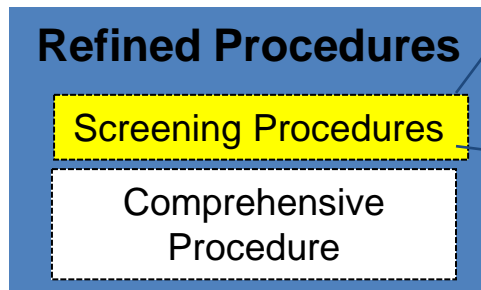 Refined Procedures
Screening Procedures
Comprehensive
Procedure